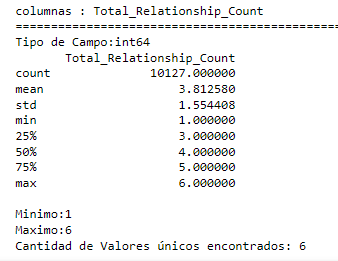 columnas : Total_Relationship_Count
==============================================
Tipo de Campo:int64
Total_Relationship_Count
count 10127.000000
mean 3.812580
std 1.554408
min 1.000000
25% 3.000000
50% 4.000000
75% 5.000000
max 6.000000
Minimo:1
Maximo:6
Cantidad de Valores únicos encontrados: 6